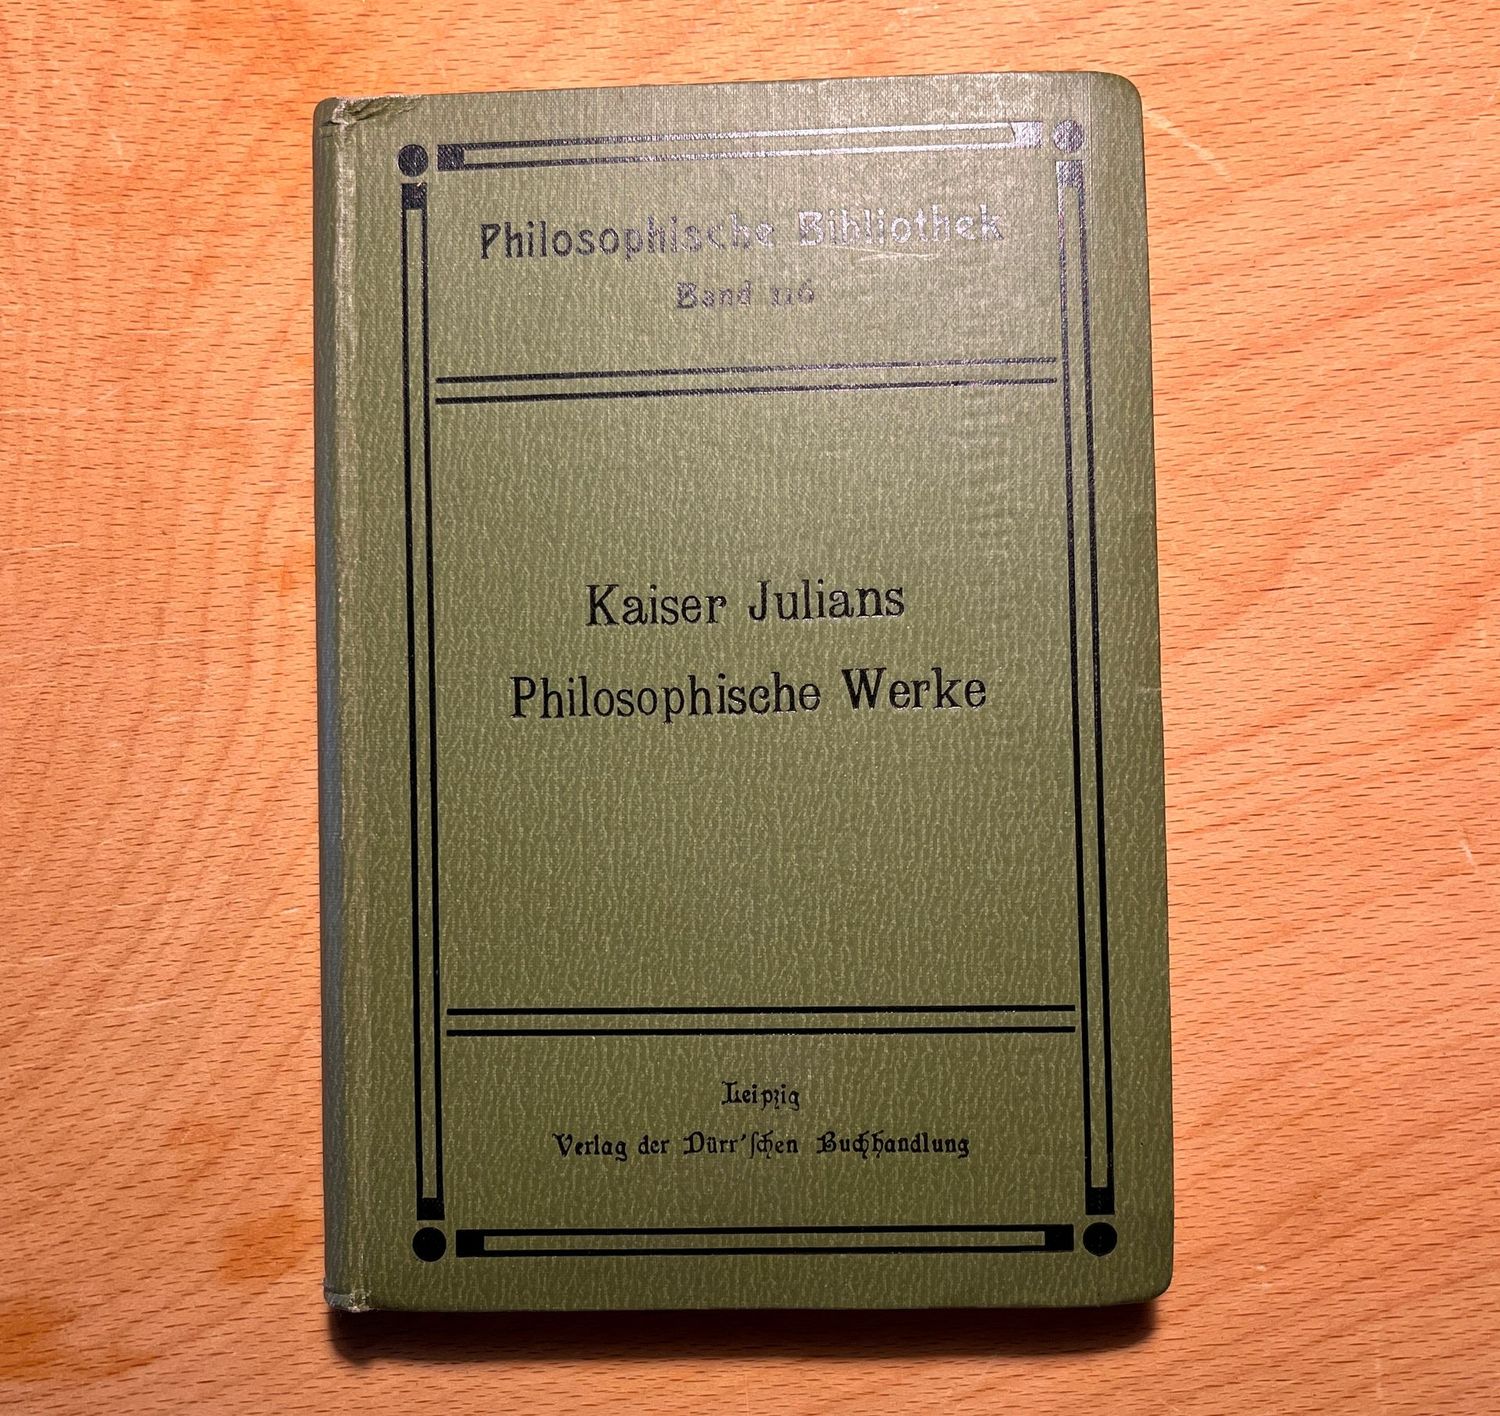 Philosophische Bibliothek
Band 116
Kaiser Julians
Philosophische Werke
Leipzig
Verlag der Dürr'ſchen Buchhandlung